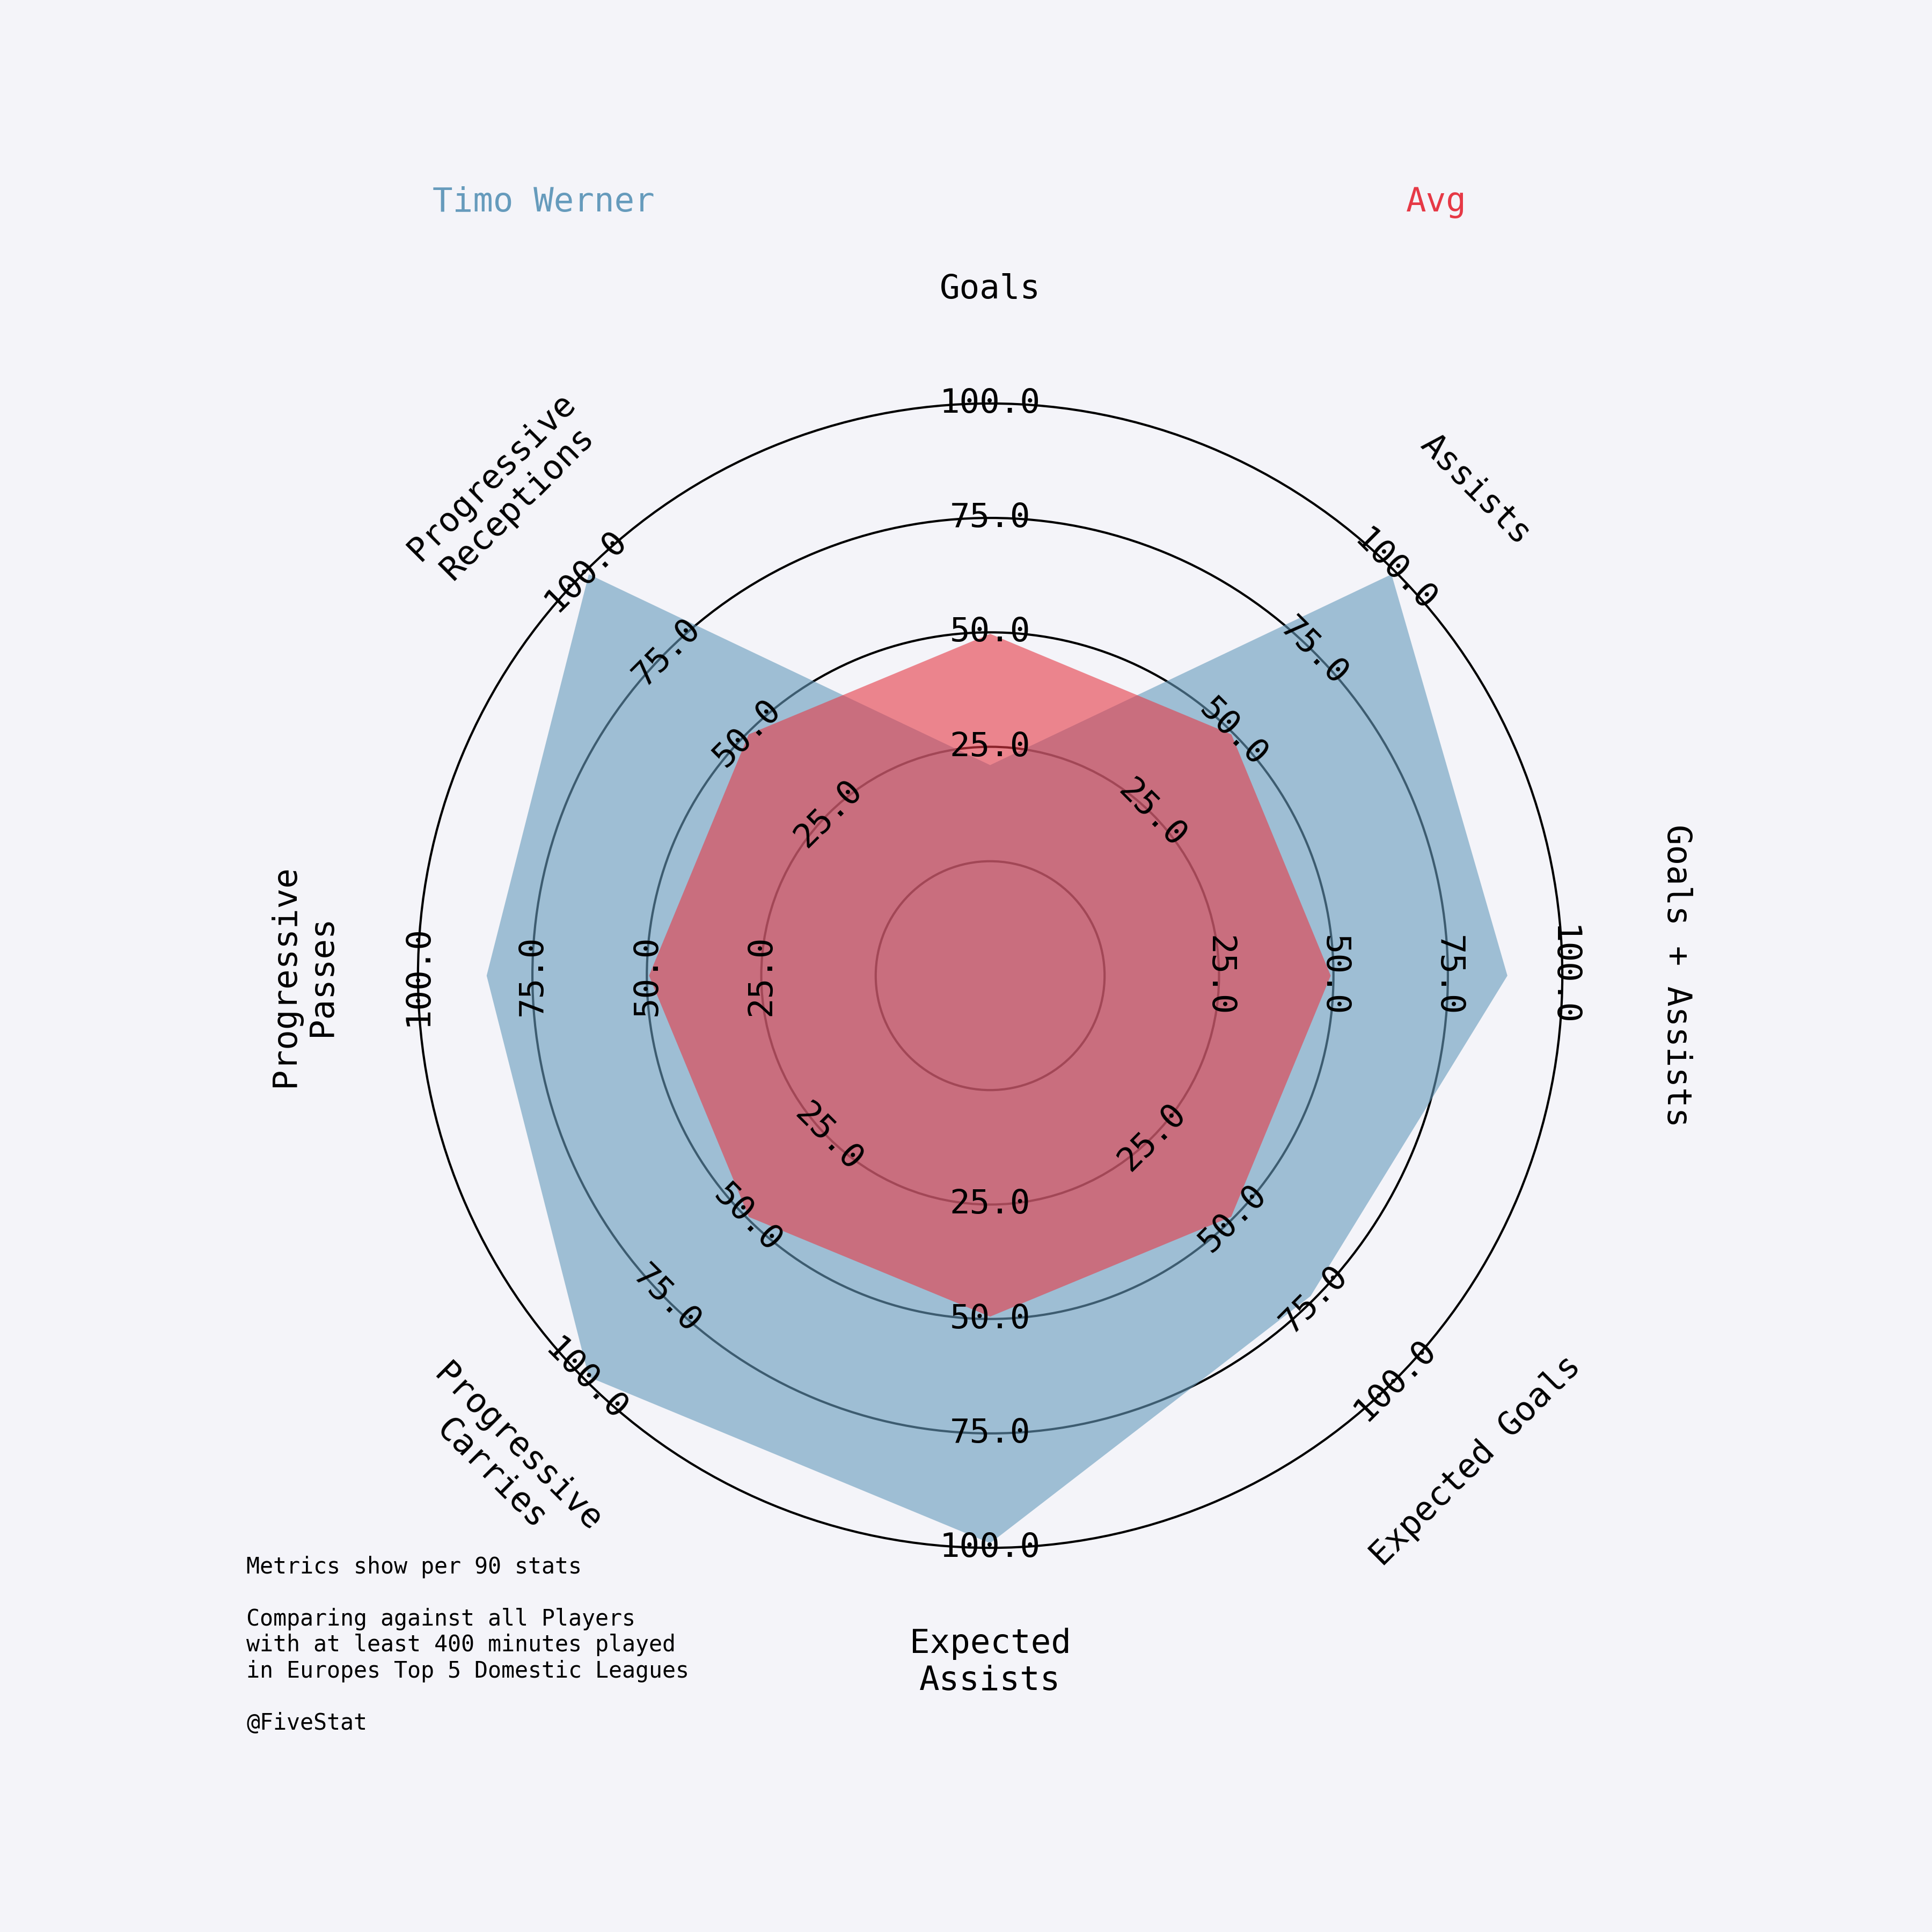 Timo Werner
Avg
Goals
100.0
75.0
50.0
25.0
Assists
100.0
75.0
50.0
25.0
Goals + Assists
100.0
75.0
50.0
25.0
Expected Goals
100.0
75.0
50.0
25.0
Expected
Assists
100.0
75.0
50.0
25.0
Progressive
Carries
100.0
75.0
50.0
25.0
Progressive
Passes
100.0
75.0
50.0
25.0
Progressive
Receptions
100.0
75.0
50.0
25.0
Metrics show per 90 stats
Comparing against all Players
with at least 400 minutes played
in Europes Top 5 Domestic Leagues
@FiveStat